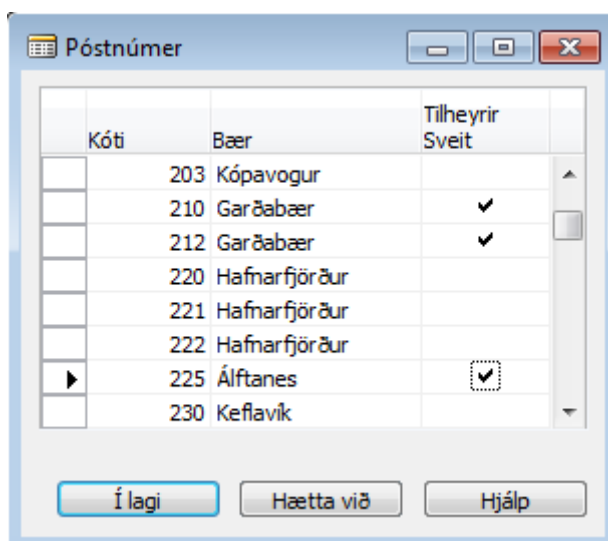 Póstnúmer
Tilheyrir
Kóti Bær Sveit
203 Kópavogur
210 Garðabær
212 Garðabær
220 Hafnarfjörður
221 Hafnarfjörður
222 Hafnarfjörður
225 Álftanes
230 Keflavík
Í lagi Hætta við Hjálp